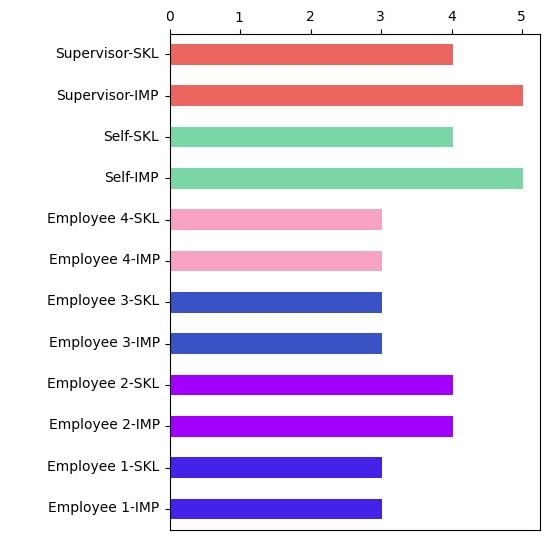 0 1 2 3 4 5
Supervisor-SKL
Supervisor-IMP
Self-SKL
Self-IMP
Employee 4-SKL
Employee 4-IMP
Employee 3-SKL
Employee 3-IMP
Employee 2-SKL
Employee 2-IMP
Employee 1-SKL
Employee 1-IMP